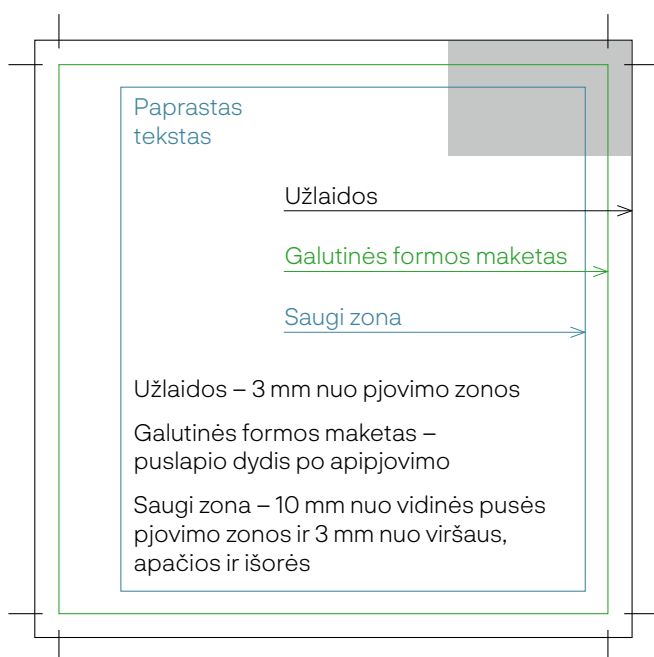 Paprastas
tekstas
Užlaidos
Galutinės formos maketas
Saugi zona
Užlaidos – 3 mm nuo pjovimo zonos
Galutinės formos maketas –
puslapio dydis po apipjovimo
Saugi zona – 10 mm nuo vidinės pusės
pjovimo zonos ir 3 mm nuo viršaus,
apačios ir išorės